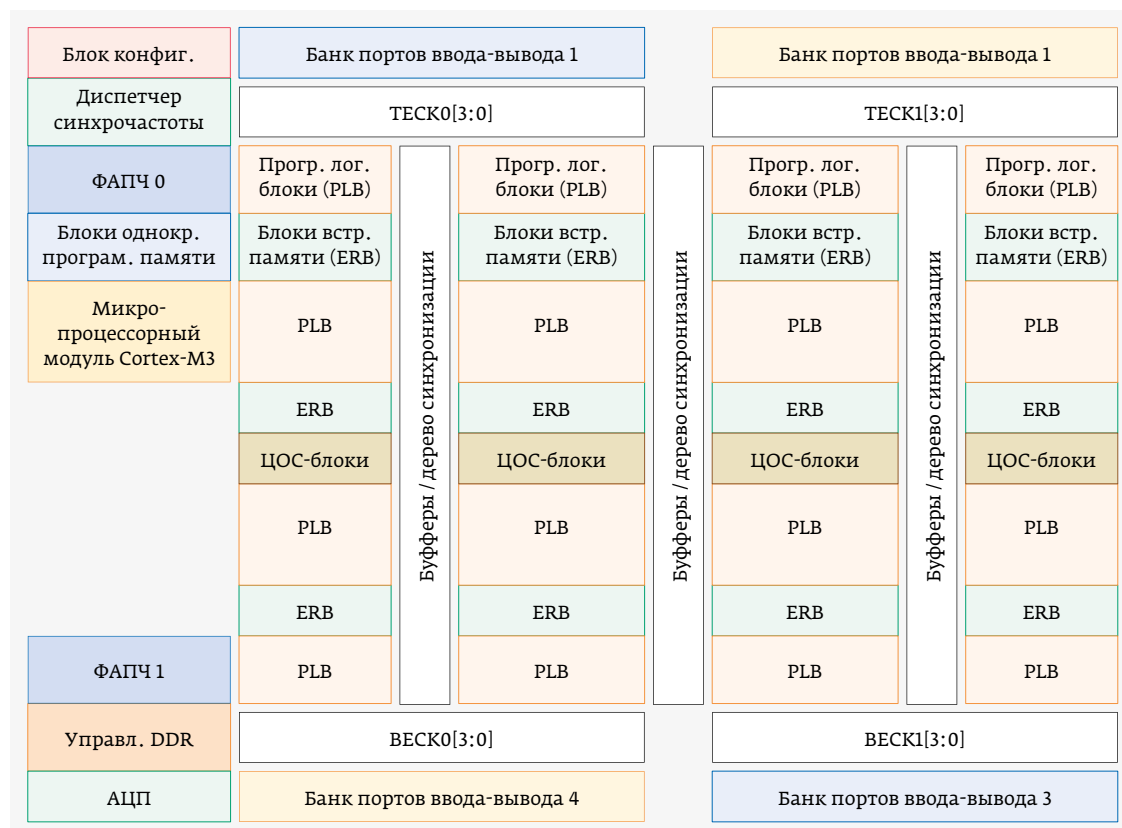 Блок конфиг.
Банк портов ввода-вывода 1
Банк портов ввода-вывода 1
Диспетчер
синхрочастоты
TECK0[3:0]
TECK1[3:0]
ФАПЧ 0
Прогр. лог.
блоки (PLB)
Прогр. лог.
блоки (PLB)
Прогр. лог.
блоки (PLB)
Прогр. лог.
блоки (PLB)
Блоки однокр.
програм. памяти
Блоки встр.
памяти (ERB)
Блоки встр.
памяти (ERB)
Блоки встр.
памяти (ERB)
Блоки встр.
памяти (ERB)
Буфферы / дерево синхронизации
Буфферы / дерево синхронизации
Буфферы / дерево синхронизации
Микро-
процессорный
модуль Cortex-M3
PLB
PLB
PLB
PLB
ERB
ERB
ERB
ERB
ЦОС-блоки
ЦОС-блоки
ЦОС-блоки
ЦОС-блоки
PLB
PLB
PLB
PLB
ERB
ERB
ERB
ERB
ФАПЧ 1
PLB
PLB
PLB
PLB
Управл. DDR
BECK0[3:0]
BECK1[3:0]
АЦП
Банк портов ввода-вывода 4
Банк портов ввода-вывода 3